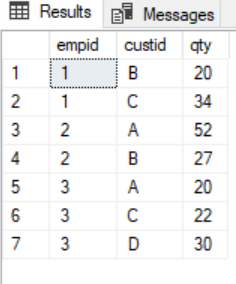 Results Messages
empid custid qty
1 1 B 20
2 1 C 34
3 2 A 52
4 2 B 27
5 3 A 20
6 3 C 22
7 3 D 30